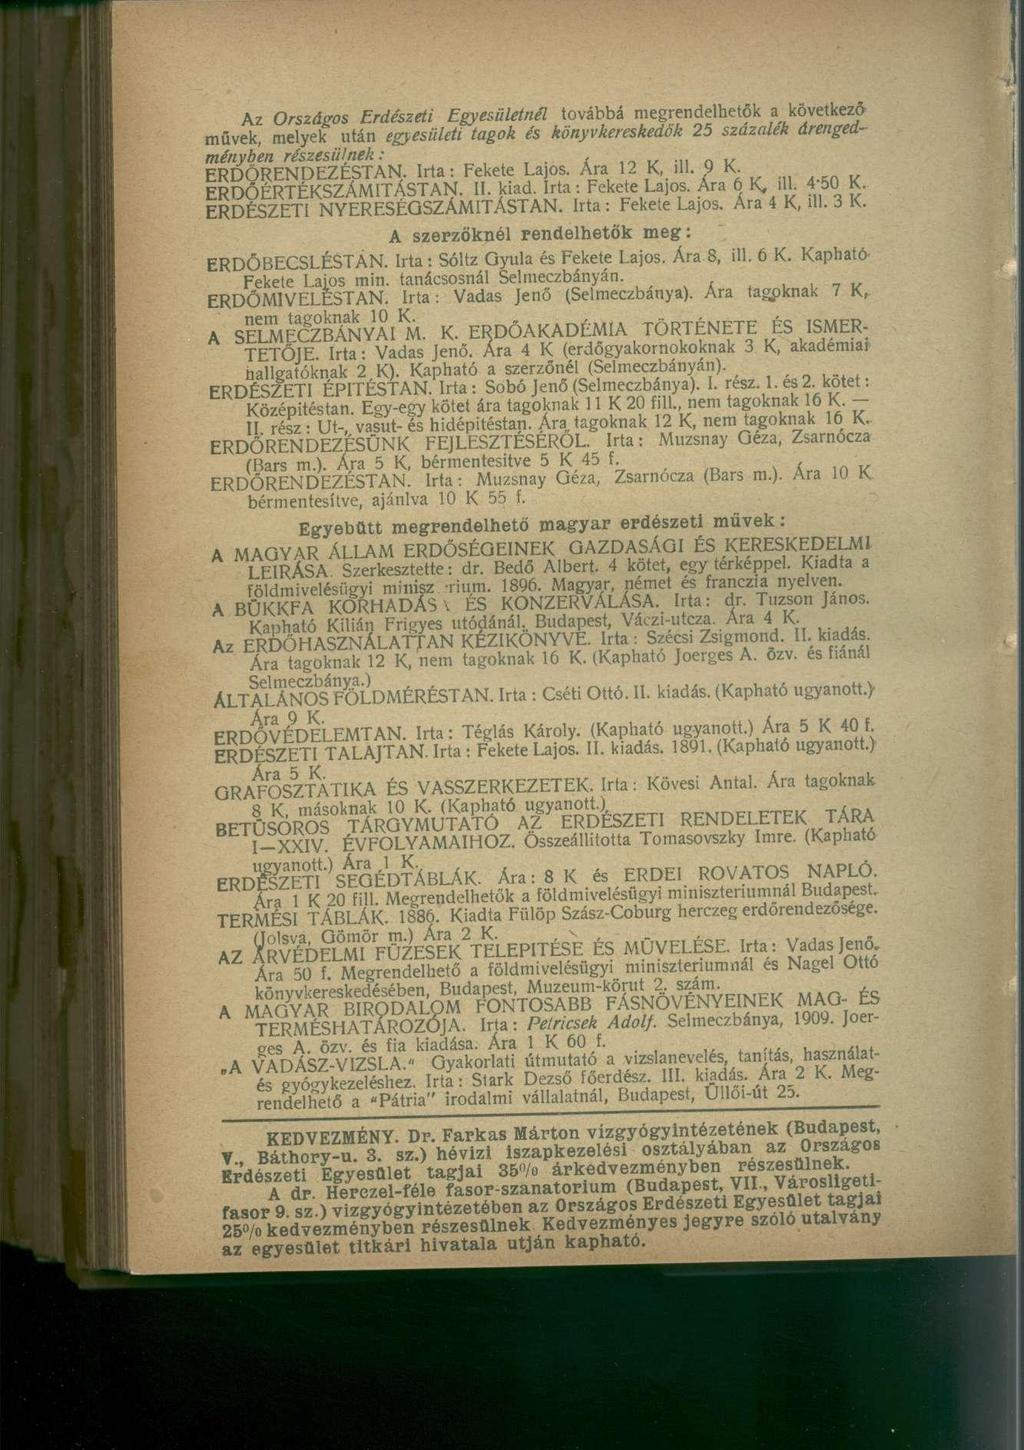 Az Országos Erdészeti Egyesületnél továbbá megrendelhetők a következő
művek, melyek után egyesületi tagok és könyvkereskedők 25 százalék árenged-
ményben részesülnek :
ERDŐRENDEZÉSTAN. Irta : Fekete Lajos. Ára 12 K, ill. 9 K.
ERDŐÉRTÉKSZÁMITÁSTAN. II. kiad. Irta : Fekete Lajos. Ára 6 K, ill. 4·50 K.
ERDÉSZETI NYERESÉGSZÁMITÁSTAN. Irta : Fekete Lajos. Ára 4 K, ill. 3 K.
A szerzőknél rendelhetők meg :
ERDŐBECSLÉSTAN. Irta : Sóltz Gyula és Fekete Lajos. Ára 8, ill. 6 K. Kapható
Fekete Lajos min. tanácsosnál Selmeczbányán.
ERDŐMIVELÉSTAN. Irta : Vadas Jenő (Selmeczbánya). Ára tagoknak 7 K,
nem tagoknak 10 K.
A SELMECZBÁNYAI M. K. ERDŐAKADÉMIA TÖRTÉNETE ÉS ISMER-
TETŐJE. Irta : Vadas Jenő. Ára 4 K (erdőgyakornokoknak 3 K, akadémiai
hallgatóknak 2 K). Kapható a szerzőnél (Selmeczbányán).
ERDÉSZETI ÉPITÉSTAN. Irta : Sobó Jenő (Selmeczbánya). I. rész. 1. és 2. kötet :
Középitéstan. Egy-egy kötet ára tagoknak 11 K 20 fill., nem tagoknak 16 K. —
II. rész : Ut-, vasut- és hidépitéstan. Ára tagoknak 12 K, nem tagoknak 16 K.
ERDŐRENDEZÉSÜNK FEJLESZTÉSÉRŐL. Irta : Muzsnay Géza, Zsarnócza
(Bars m.). Ára 5 K, bérmentesitve 5 K 45 f.
ERDŐRENDEZÉSTAN. Irta : Muzsnay Géza, Zsarnócza (Bars m.). Ára 10 K
bérmentesítve, ajánlva 10 K 55 f.
Egyebütt megrendelhető magyar erdészeti művek :
A MAGYAR ÁLLAM ERDŐSÉGEINEK GAZDASÁGI ÉS KERESKEDELMI
LEIRÁSA. Szerkesztette : dr. Bedő Albert. 4 kötet, egy térképpel. Kiadta a
földmivelésügyi minisz rium. 1896. Magyar, német és franczia nyelven.
A BÜKKFA KORHADÁSA ÉS KONZERVÁLÁSA. Irta : dr. Tuzson János.
Kapható Kilián Frigyes utódánál. Budapest, Váczi-utcza. Ára 4 K.
Az ERDŐHASZNÁLATTAN KÉZIKÖNYVE. Irta : Szécsi Zsigmond. II. kiadás.
Ára tagoknak 12 K, nem tagoknak 16 K. (Kapható Joerges A. özv. és fiánál
Selmeczbánya.)
ÁLTALÁNOS FÖLDMÉRÉSTAN. Irta : Cséti Ottó. II. kiadás. (Kapható ugyanott.)
Ára 9 K.
ERDŐVÉDELEMTAN. Irta : Téglás Károly. (Kapható ugyanott.) Ára 5 K 40 f.
ERDÉSZETI TALAJTAN. Irta : Fekete Lajos. II. kiadás. 1891. (Kapható ugyanott.)
Ára 5 K.
GRAFOSZTATIKA ÉS VASSZERKEZETEK. Irta : Kövesi Antal. Ára tagoknak
8 K, másoknak 10 K. (Kapható ugyanott.)
BETŰSOROS TÁRGYMUTATÓ AZ ERDÉSZETI RENDELETEK TÁRA
I—XXIV. ÉVFOLYAMAIHOZ. Összeállitotta Tomasovszky Imre. (Kapható
ugyanott.) Ára 1 K.
ERDÉSZETI SEGÉDTÁBLÁK. Ára : 8 K és ERDEI ROVATOS NAPLÓ.
Ára 1 K 20 fill. Megrendelhetők a földmivelésügyi miniszteriumnál Budapest.
TERMÉSI TÁBLÁK. 1886. Kiadta Fülöp Szász-Coburg herczeg erdőrendezősége.
(Jolsva, Gömör m.) Ára 2 K.
AZ ÁRVÉDELMI FŰZESEK TELEPITÉSE ÉS MŰVELÉSE. Irta : Vadas Jenő.
Ára 50 f. Megrendelhető a földmivelésügyi miniszteriumnál és Nagel Ottó
könyvkereskedésében, Budapest, Muzeum-körut 2. szám.
A MAGYAR BIRODALOM FONTOSABB FÁSNÖVÉNYEINEK MAG- ÉS
TERMÉSHATÁROZÓJA. Irta : Petricsek Adolf. Selmeczbánya, 1909. Joer-
ges A. özv. és fia kiadása. Ára 1 K 60 f.
„A VADÁSZ-VIZSLA." Gyakorlati útmutató a vizslanevelés, tanítás, használat-
és gyógykezeléshez. Irta : Stark Dezső főerdész. III. kiadás. Ára 2 K. Meg-
rendelhető a "Pátria" irodalmi vállalatnál, Budapest, Üllői-út 25.
KEDVEZMÉNY. Dr. Farkas Márton vizgyógyintézetének (Budapest,
V., Báthory-u. 3. sz.) hévizi iszapkezelési osztályában az Országos
Erdészeti Egyesület tagjai 35% árkedvezményben részesülnek.
A dr. Herczel-féle fasor-szanatorium (Budapest, VII., Városligeti-
fasor 9. sz.) vizgyógyintézetében az Országos Erdészeti Egyesület tagjai
25% kedvezményben részesülnek. Kedvezményes jegyre szóló utalvány
az egyesület titkári hivatala utján kapható.